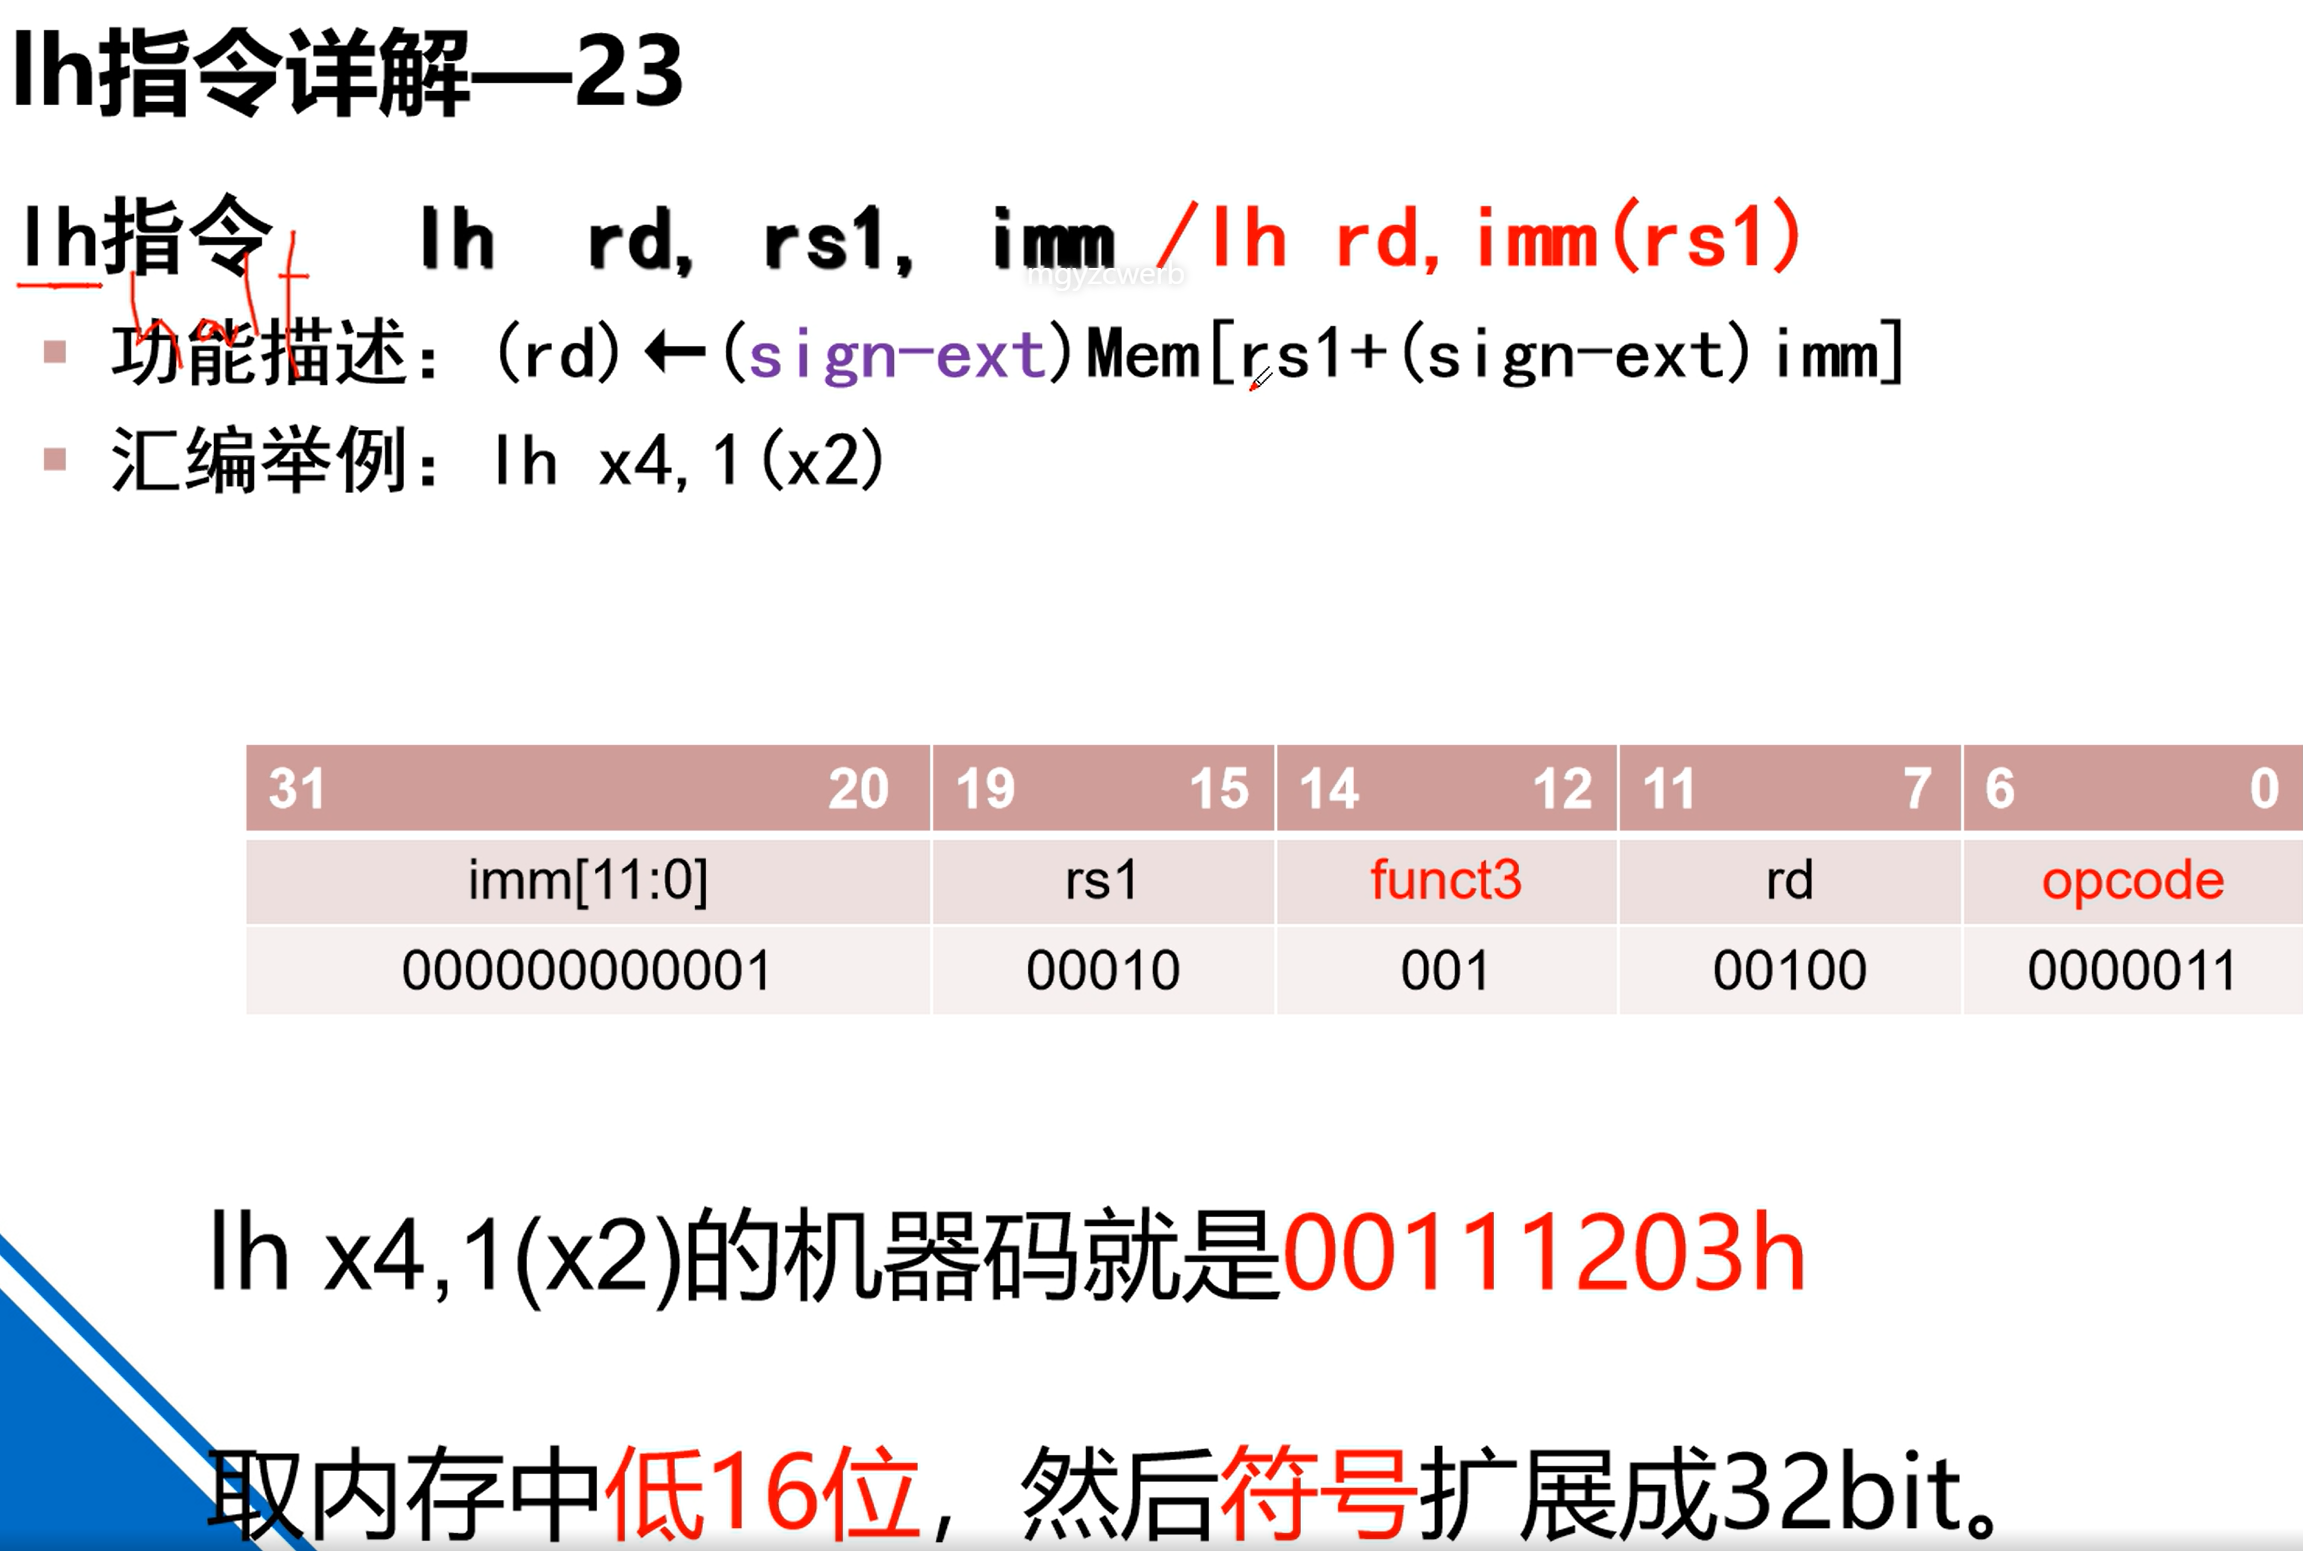 lh指令详解—23
lh指令 lh rd, rs1, imm /lh rd, imm(rs1)
mgyzcwerb
half
功能描述：(rd)←(sign-ext)Mem[rs1+(sign-ext)imm]
汇编举例：lh x4,1(x2)
31 20 19 15 14 12 11 7 6 0
imm[11:0] rs1 funct3 rd opcode
000000000001 00010 001 00100 0000011
lh x4,1(x2)的机器码就是00111203h
取内存中低16位，然后符号扩展成32bit。